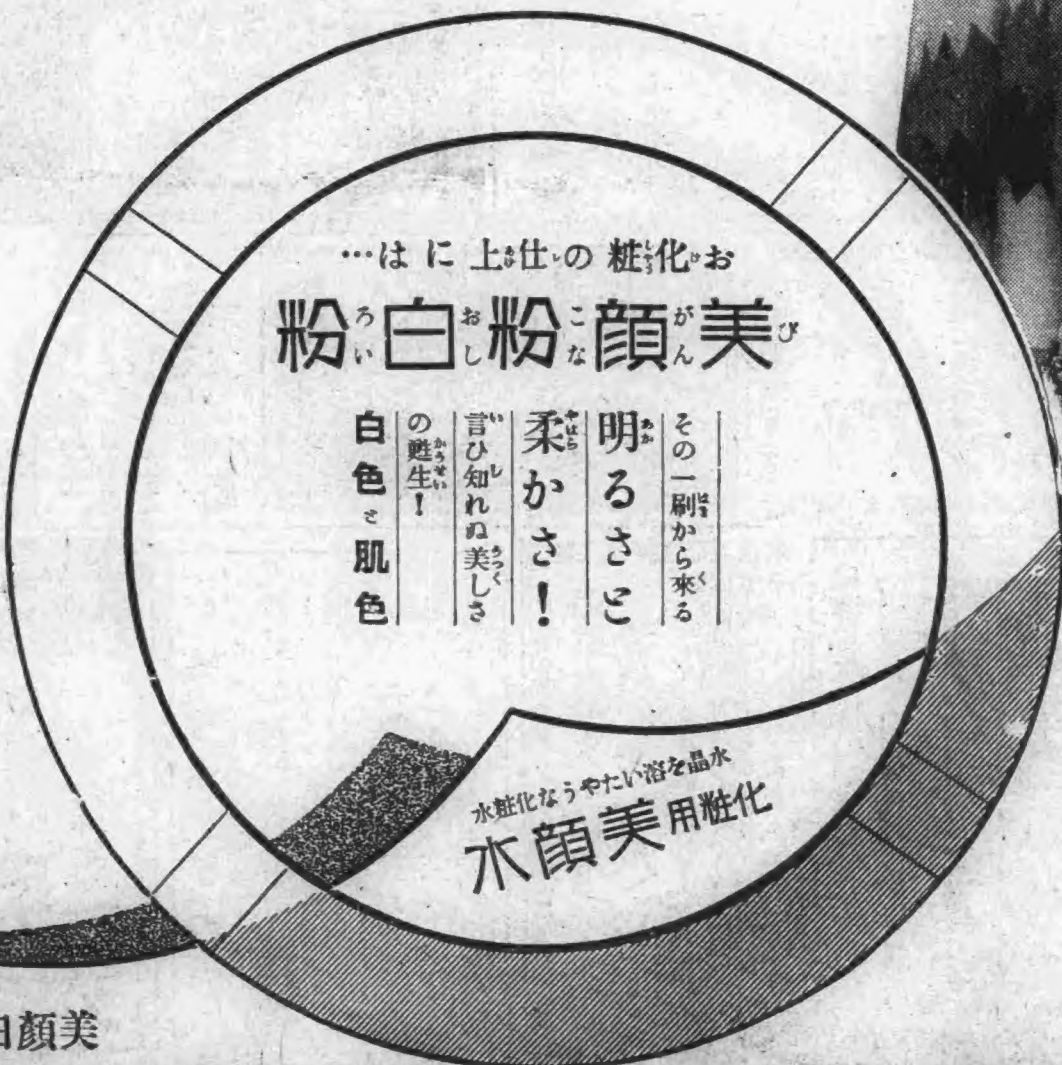 お化粧の仕上には…
美顔粉白粉
その一刷から來る
明るさと
柔かさ！
言ひ知れぬ美しさ
の甦生！
白色と肌色
水晶を溶いたやうな化粧水
化粧用美顔水
美顔白